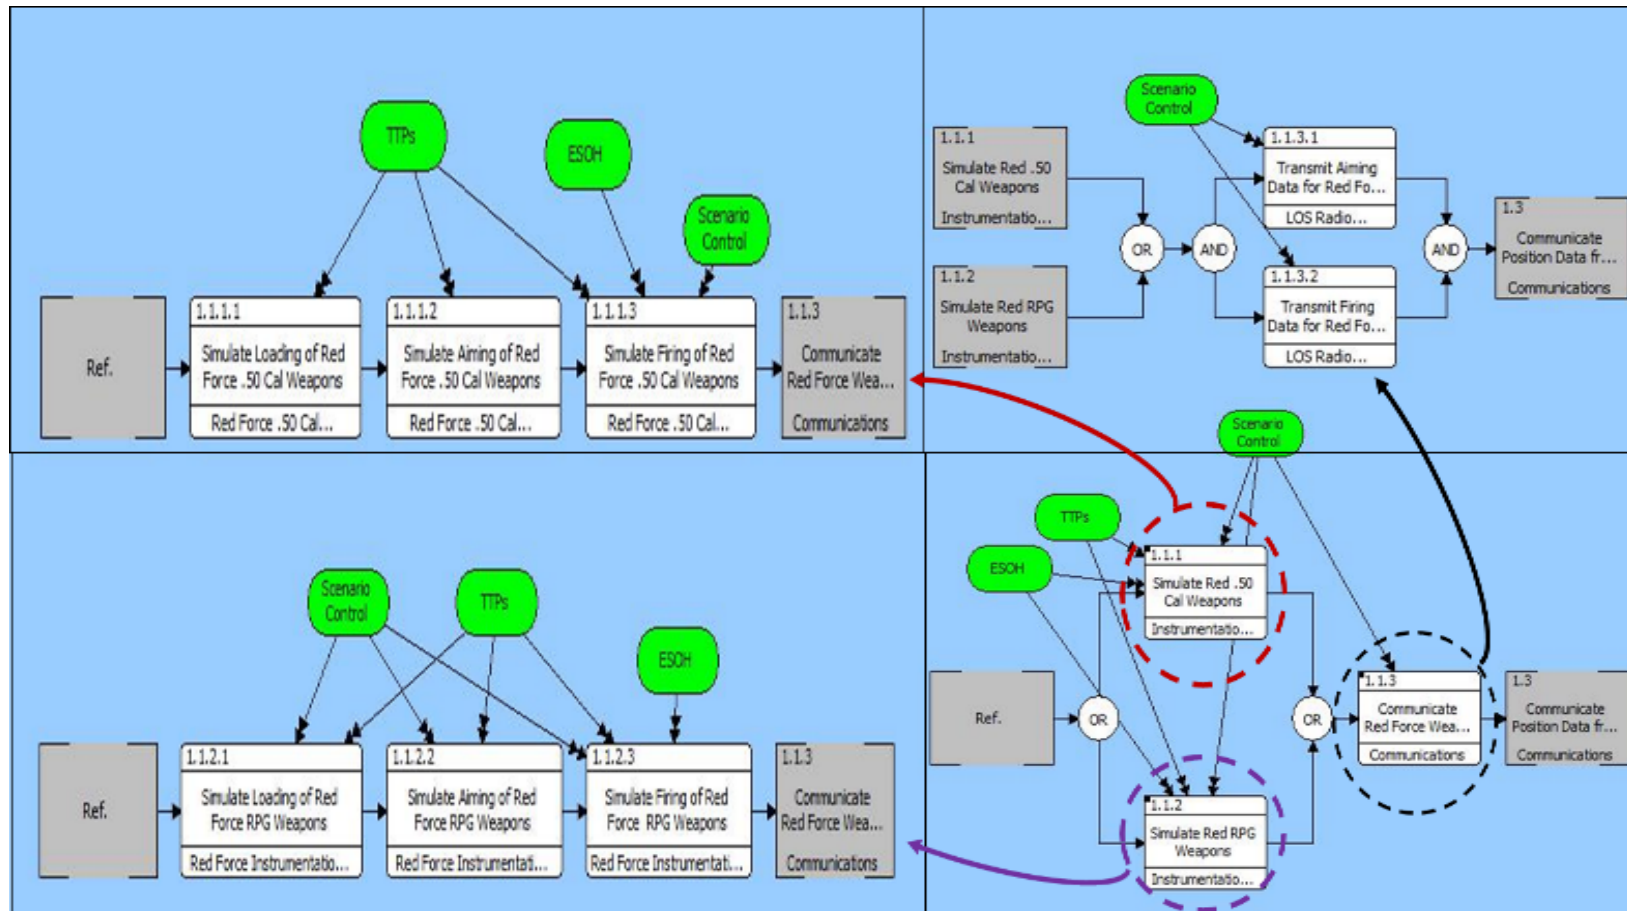 TTPs
ESOH
Scenario
Control
Ref.
1.1.1.1
Simulate Loading of Red
Force .50 Cal Weapons
Red Force .50 Cal...
1.1.1.2
Simulate Aiming of Red
Force .50 Cal Weapons
Red Force .50 Cal...
1.1.1.3
Simulate Firing of Red
Force .50 Cal Weapons
Red Force .50 Cal...
1.1.3
Communicate
Red Force Wea...
Communications
Scenario
Control
1.1.1
Simulate Red .50
Cal Weapons
Instrumentatio...
1.1.2
Simulate Red RPG
Weapons
Instrumentatio...
OR
AND
1.1.3.1
Transmit Aiming
Data for Red Fo...
LOS Radio...
1.1.3.2
Transmit Firing
Data for Red Fo...
LOS Radio...
AND
1.3
Communicate
Position Data fr...
Communications
Scenario
Control
TTPs
ESOH
Ref.
1.1.2.1
Simulate Loading of Red
Force RPG Weapons
Red Force Instrumentatio...
1.1.2.2
Simulate Aiming of Red
Force RPG Weapons
Red Force Instrumentati...
1.1.2.3
Simulate Firing of Red
Force RPG Weapons
Red Force Instrumentati...
1.1.3
Communicate
Red Force Wea...
Communications
Scenario
Control
TTPs
ESOH
Ref.
OR
1.1.1
Simulate Red .50
Cal Weapons
Instrumentatio...
1.1.2
Simulate Red RPG
Weapons
Instrumentatio...
OR
1.1.3
Communicate
Red Force Wea...
Communications
1.3
Communicate
Position Data fr...
Communications